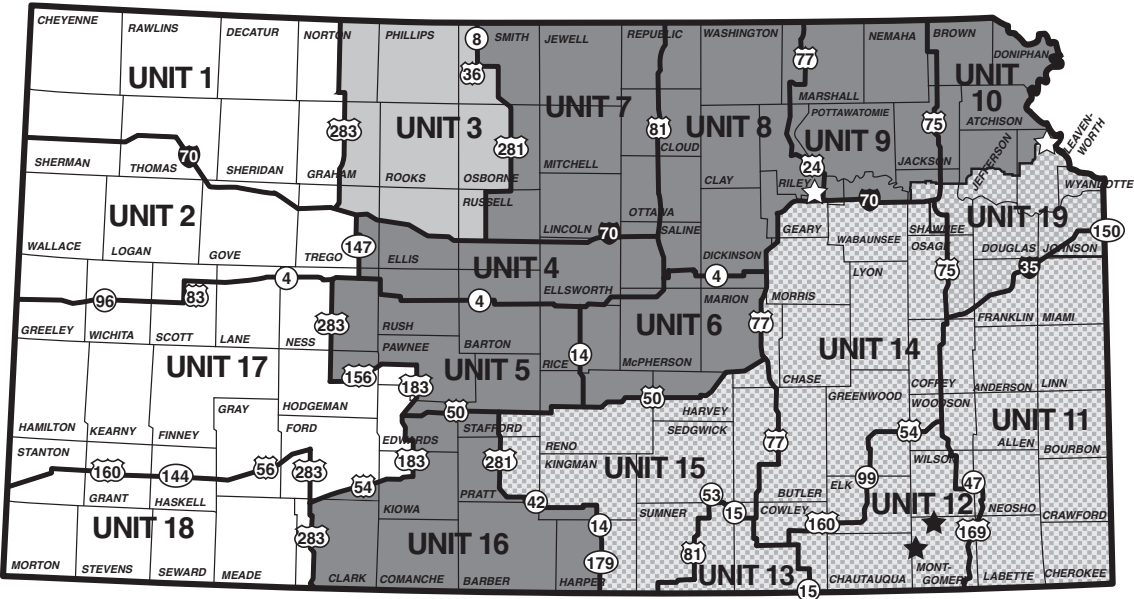 CHEYENNE
RAWLINS
DECATUR
NORTON
PHILLIPS
8
SMITH
JEWELL
REPUBLIC
WASHINGTON
NEMAHA
BROWN
DONIPHAN
36
77
UNIT 1
UNIT
10
MARSHALL
UNIT 7
POTTAWATOMIE
ATCHISON
283
UNIT 3
281
81
UNIT 8
UNIT 9
75
LEAVEN-
WORTH
CLOUD
JEFFERSON
70
SHERMAN
THOMAS
SHERIDAN
GRAHAM
ROOKS
OSBORNE
MITCHELL
CLAY
24
RILEY
JACKSON
WYANDOTTE
RUSSELL
70
UNIT 2
OTTAWA
UNIT 19
LINCOLN
70
SALINE
GEARY
WABAUNSEE
SHAWNEE
150
WALLACE
LOGAN
GOVE
TREGO
147
ELLIS
DICKINSON
OSAGE
DOUGLAS
JOHNSON
UNIT 4
35
4
4
LYON
75
96
83
4
ELLSWORTH
MARION
MORRIS
GREELEY
WICHITA
SCOTT
LANE
NESS
283
RUSH
UNIT 6
77
FRANKLIN
MIAMI
PAWNEE
BARTON
UNIT 14
UNIT 17
RICE
14
McPHERSON
156
183
UNIT 5
CHASE
COFFEY
ANDERSON
LINN
GREENWOOD
50
50
WOODSON
GRAY
HODGEMAN
HARVEY
UNIT 11
HAMILTON
KEARNY
FINNEY
FORD
STAFFORD
SEDGWICK
54
ALLEN
STANTON
EDWARDS
RENO
77
BOURBON
183
281
KINGMAN
UNIT 15
WILSON
160
144
56
283
54
99
47
GRANT
HASKELL
PRATT
42
53
BUTLER
ELK
UNIT 12
KIOWA
SUMNER
15
COWLEY
NEOSHO
CRAWFORD
UNIT 18
14
160
169
283
UNIT 16
179
81
UNIT 13
MORTON
STEVENS
SEWARD
MEADE
CLARK
COMANCHE
BARBER
HARPER
15
CHAUTAUQUA
MONT-
GOMERY
LABETTE
CHEROKEE